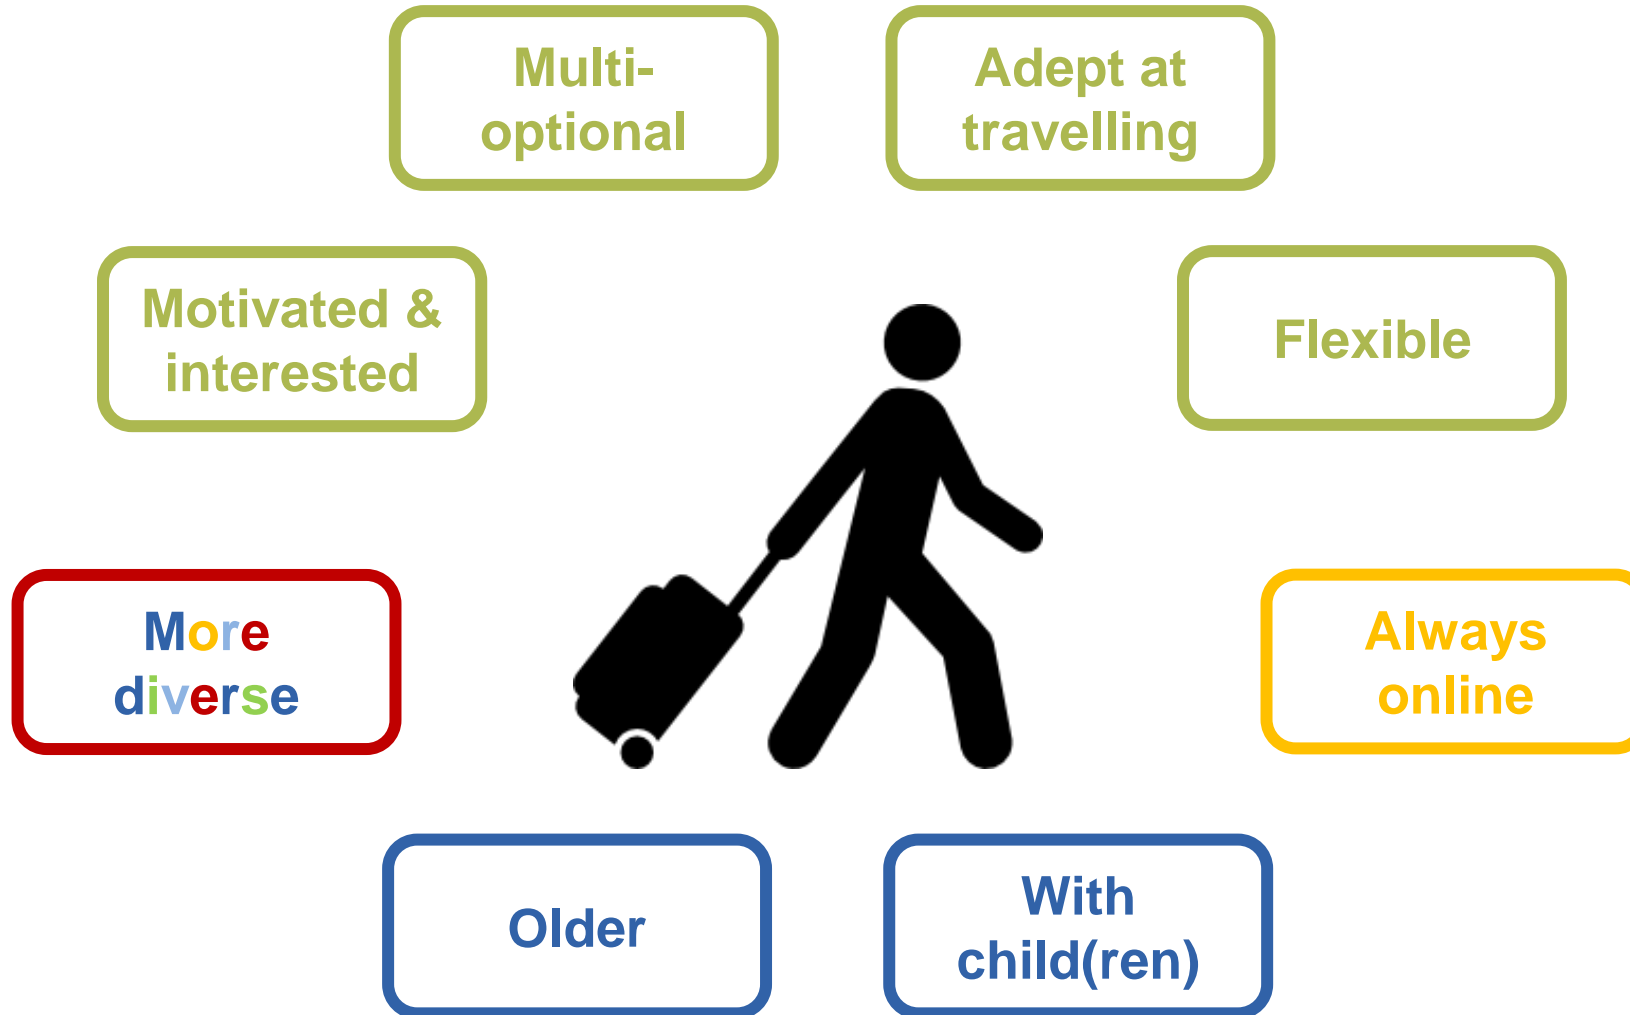 Multi-
optional
Adept at
travelling
Motivated &
interested
Flexible
More
diverse
Always
online
Older
With
child(ren)